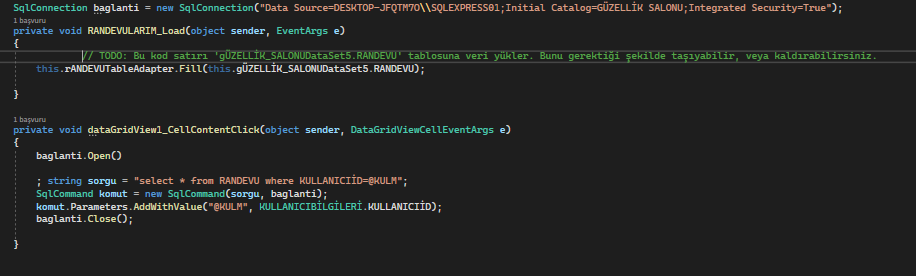 SqlConnection baglanti = new SqlConnection("Data Source=DESKTOP-JFQTM7O\\SQLEXPRESS01;Initial Catalog=GÜZELLİK SALONU;Integrated Security=True");
1 başvuru
private void RANDEVULARIM_Load(object sender, EventArgs e)
{
// TODO: Bu kod satırı 'gÜZELLİK_SALONUDataSet5.RANDEVU' tablosuna veri yükler. Bunu gerektiği şekilde taşıyabilir, veya kaldırabilirsiniz.
this.rANDEVUTableAdapter.Fill(this.gÜZELLİK_SALONUDataSet5.RANDEVU);
}
1 başvuru
private void dataGridView1_CellContentClick(object sender, DataGridViewCellEventArgs e)
{
baglanti.Open()
; string sorgu = "select * from RANDEVU where KULLANICIİD=@KULM";
SqlCommand komut = new SqlCommand(sorgu, baglanti);
komut.Parameters.AddWithValue("@KULM", KULLANICIBİLGİLERİ.KULLANICIİD);
baglanti.Close();
}